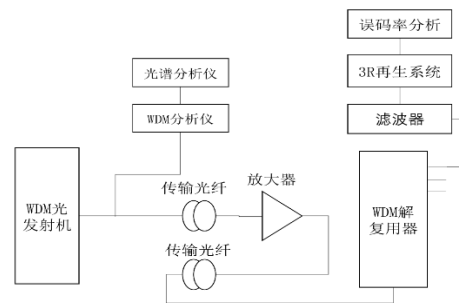 误码率分析
光谱分析仪
3R再生系统
WDM分析仪
滤波器
WDM光
发射机
传输光纤
放大器
WDM解
复用器
传输光纤